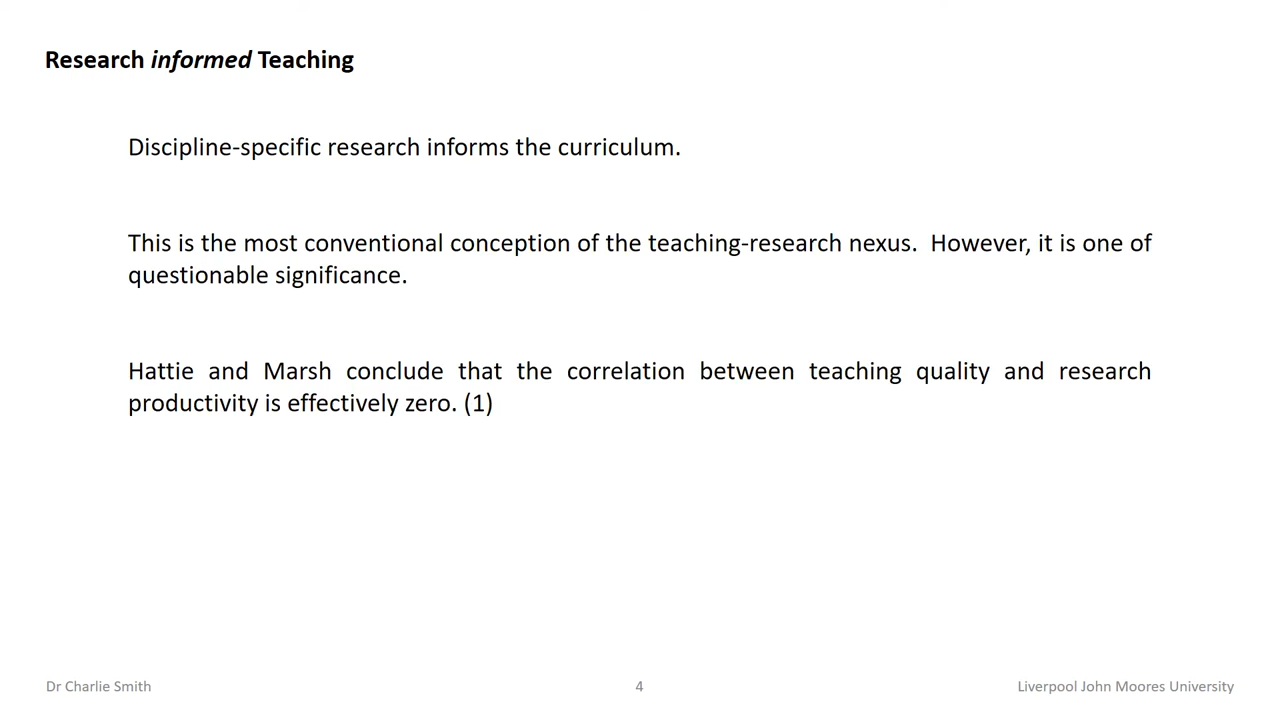 Research informed Teaching
Discipline-specific research informs the curriculum.
This is the most conventional conception of the teaching-research nexus.  However, it is one of
questionable significance.
Hattie and Marsh conclude that the correlation between teaching quality and research
productivity is effectively zero. (1)
Dr Charlie Smith
4
Liverpool John Moores University